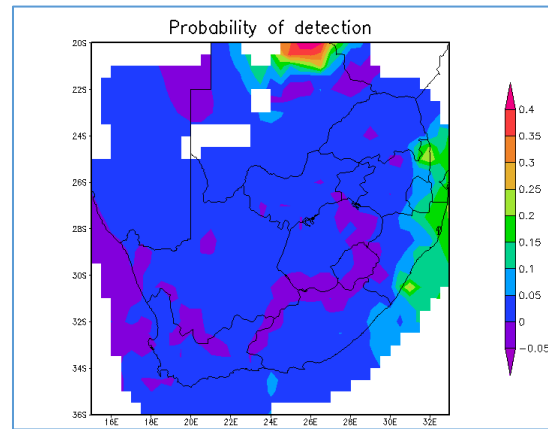 Probability of detection
20S
22S
24S
26S
28S
30S
32S
34S
36S
16E 18E 20E 22E 24E 26E 28E 30E 32E
0.4
0.35
0.3
0.25
0.2
0.15
0.1
0.05
0
-0.05